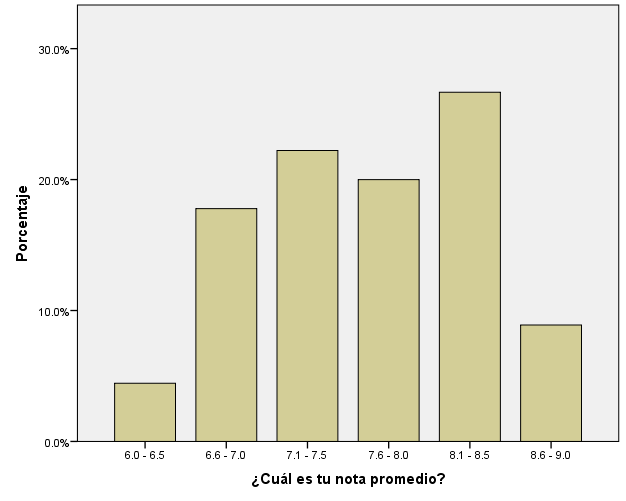 30.0%
20.0%
10.0%
0.0%
Porcentaje
6.0 - 6.5 6.6 - 7.0 7.1 - 7.5 7.6 - 8.0 8.1 - 8.5 8.6 - 9.0
¿Cuál es tu nota promedio?